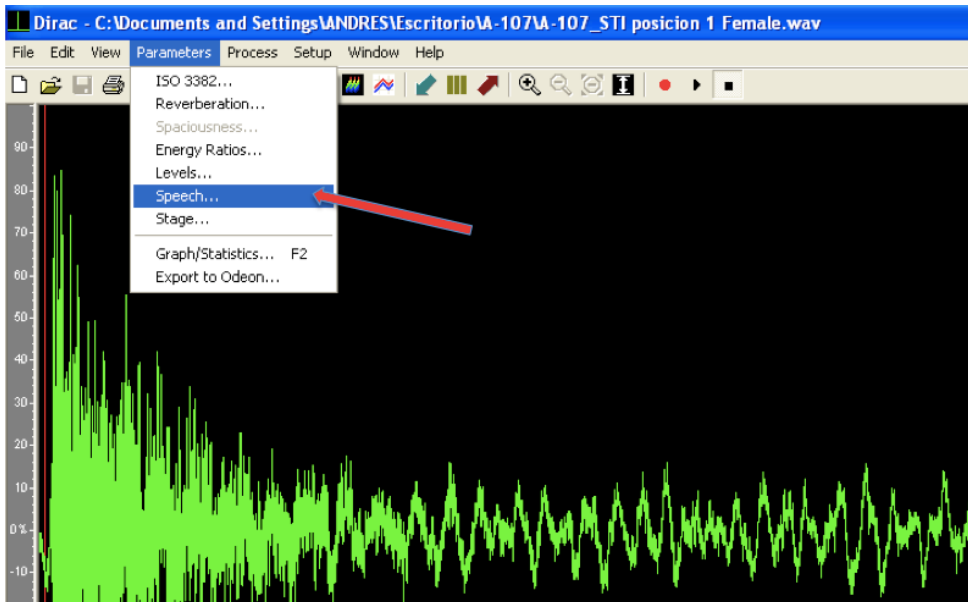 Dirac - C:\Documents and Settings\ANDRES\Escritorio\A-107\A-107_STI posicion 1 Female.wav
File Edit View Parameters Process Setup Window Help
ISO 3382...
Reverberation...
Spaciousness...
Energy Ratios...
Levels...
Speech...
Stage...
Graph/Statistics... F2
Export to Odeon...
90
80
70
60
50
40
30
20
10
0%
-10